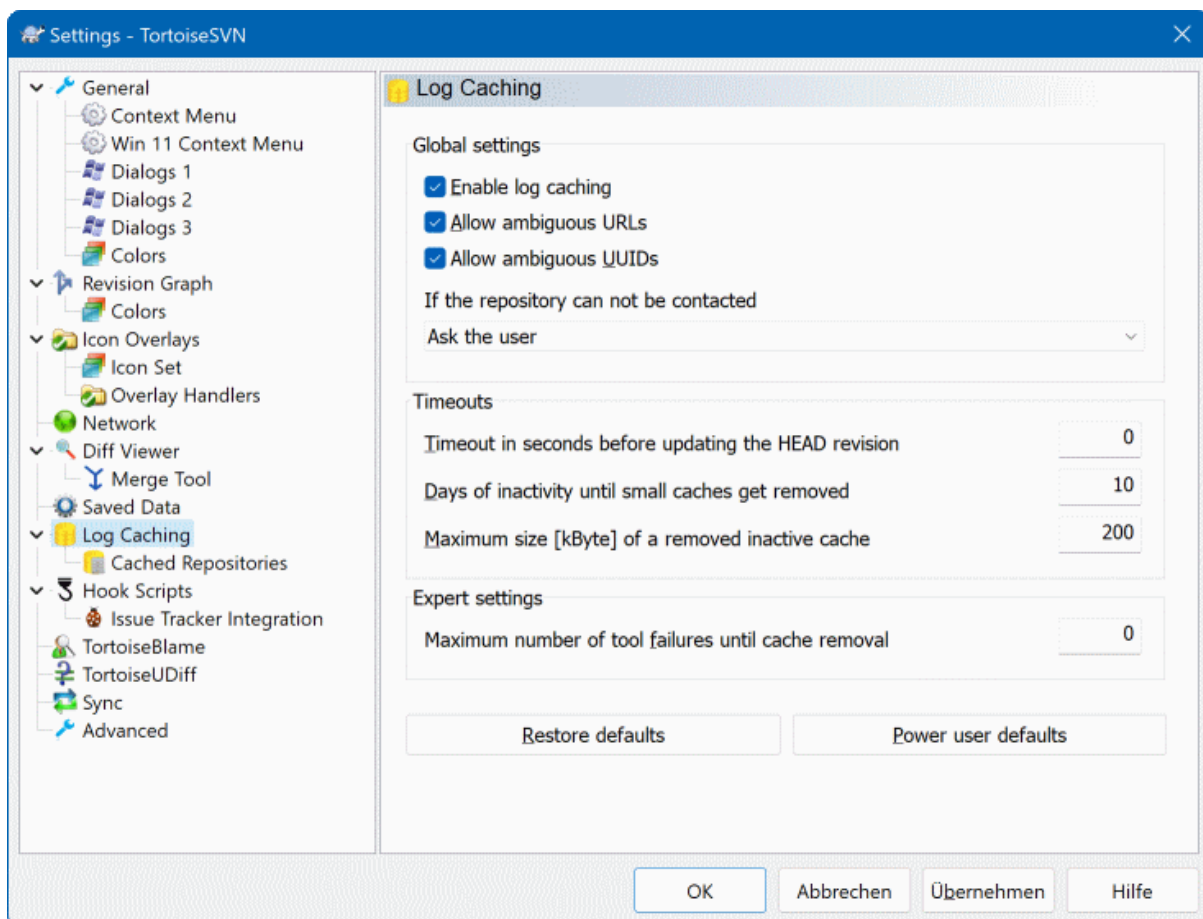 Settings - TortoiseSVN
General
Context Menu
Win 11 Context Menu
Dialogs 1
Dialogs 2
Dialogs 3
Colors
Revision Graph
Colors
Icon Overlays
Icon Set
Overlay Handlers
Network
Diff Viewer
Merge Tool
Saved Data
Log Caching
Cached Repositories
Hook Scripts
Issue Tracker Integration
TortoiseBlame
TortoiseUDiff
Sync
Advanced
Log Caching
Global settings
Enable log caching
Allow ambiguous URLs
Allow ambiguous UUIDs
If the repository can not be contacted
Ask the user
Timeouts
Timeout in seconds before updating the HEAD revision 0
Days of inactivity until small caches get removed 10
Maximum size [kByte] of a removed inactive cache 200
Expert settings
Maximum number of tool failures until cache removal 0
Restore defaults Power user defaults
OK Abbrechen Übernehmen Hilfe